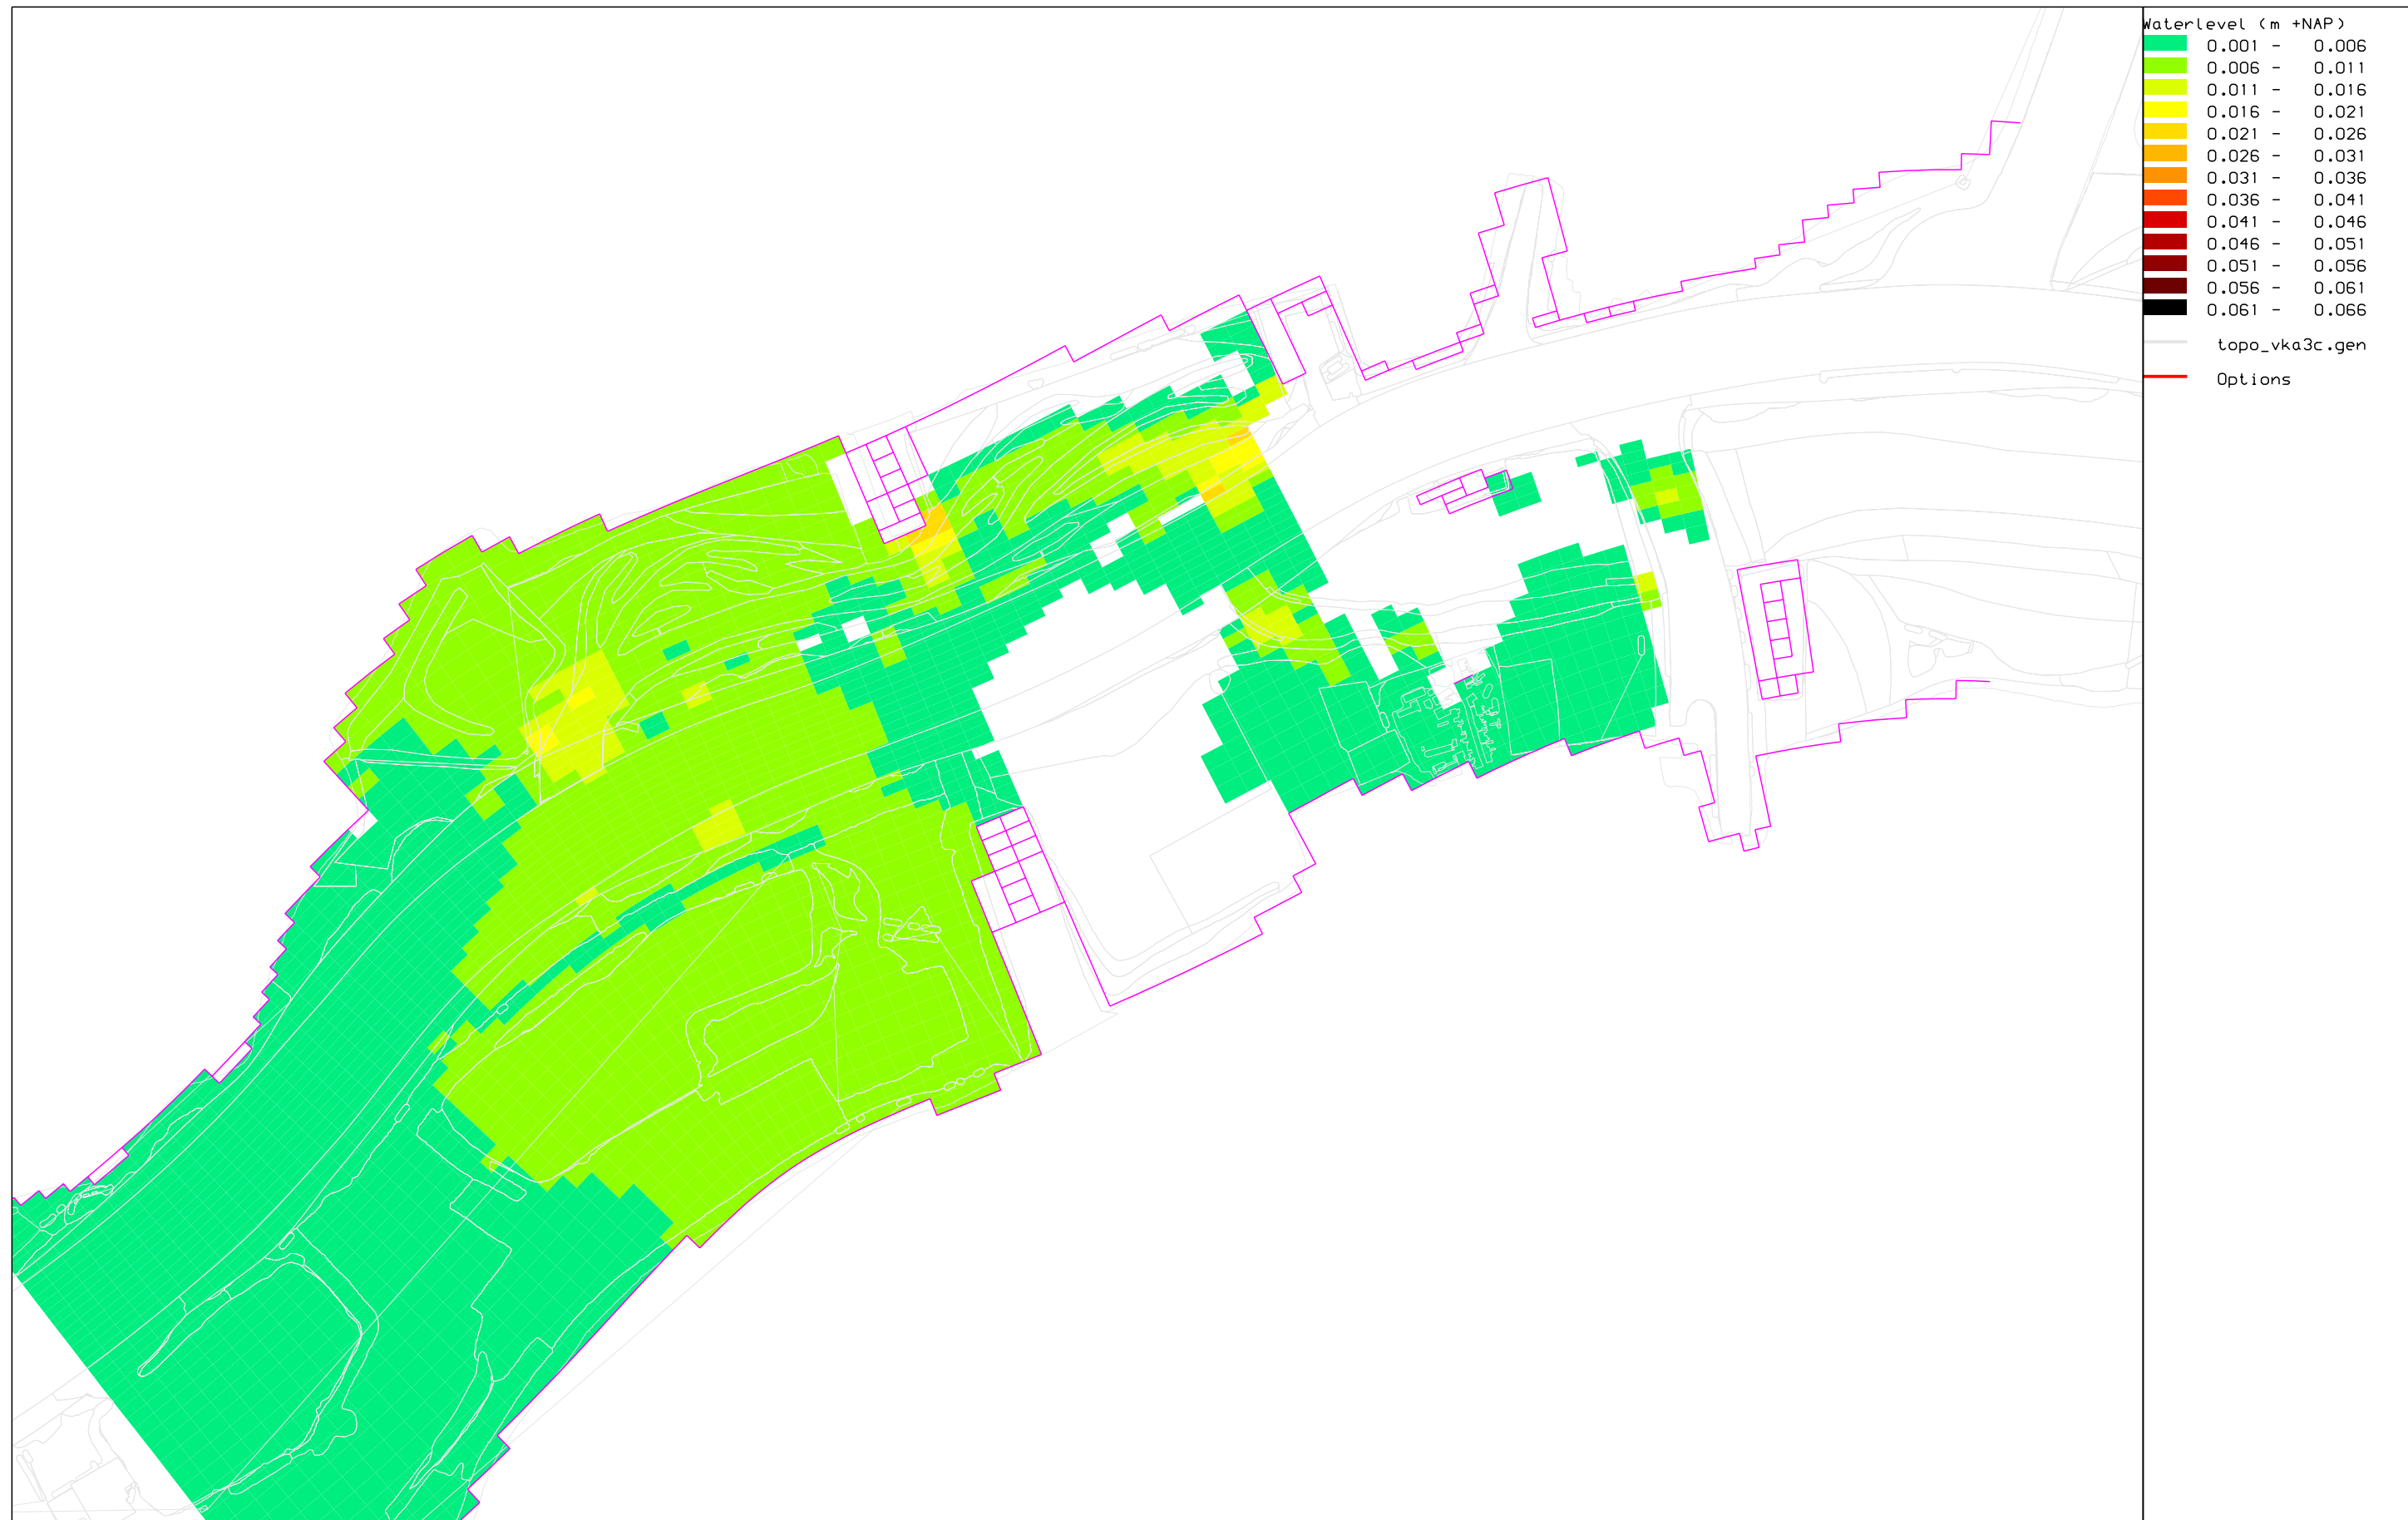 Waterlevel (m +NAP)
0.001 - 0.006
0.006 - 0.011
0.011 - 0.016
0.016 - 0.021
0.021 - 0.026
0.026 - 0.031
0.031 - 0.036
0.036 - 0.041
0.041 - 0.046
0.046 - 0.051
0.051 - 0.056
0.056 - 0.061
0.061 - 0.066
topo_vka3c.gen
Options